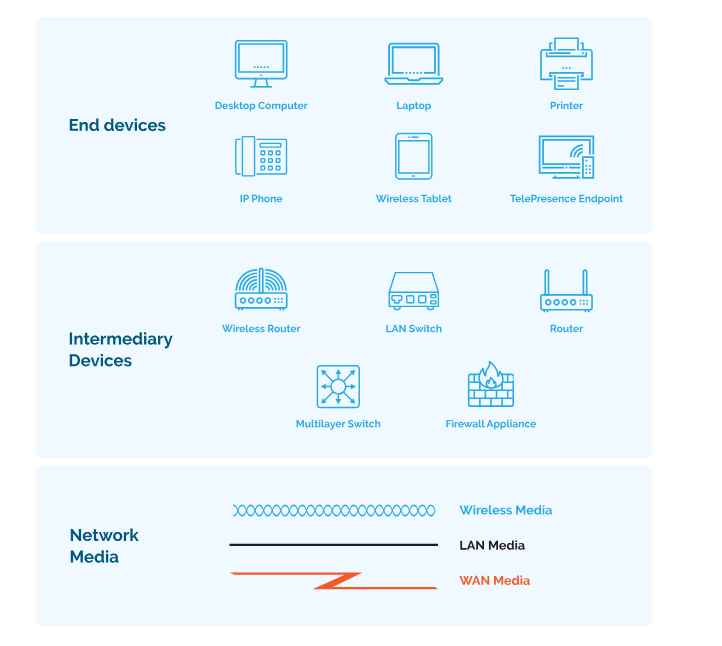 End devices
Desktop Computer
Laptop
Printer
IP Phone
Wireless Tablet
TelePresence Endpoint
Intermediary
Devices
Wireless Router
LAN Switch
Router
Multilayer Switch
Firewall Appliance
Network
Media
Wireless Media
LAN Media
WAN Media